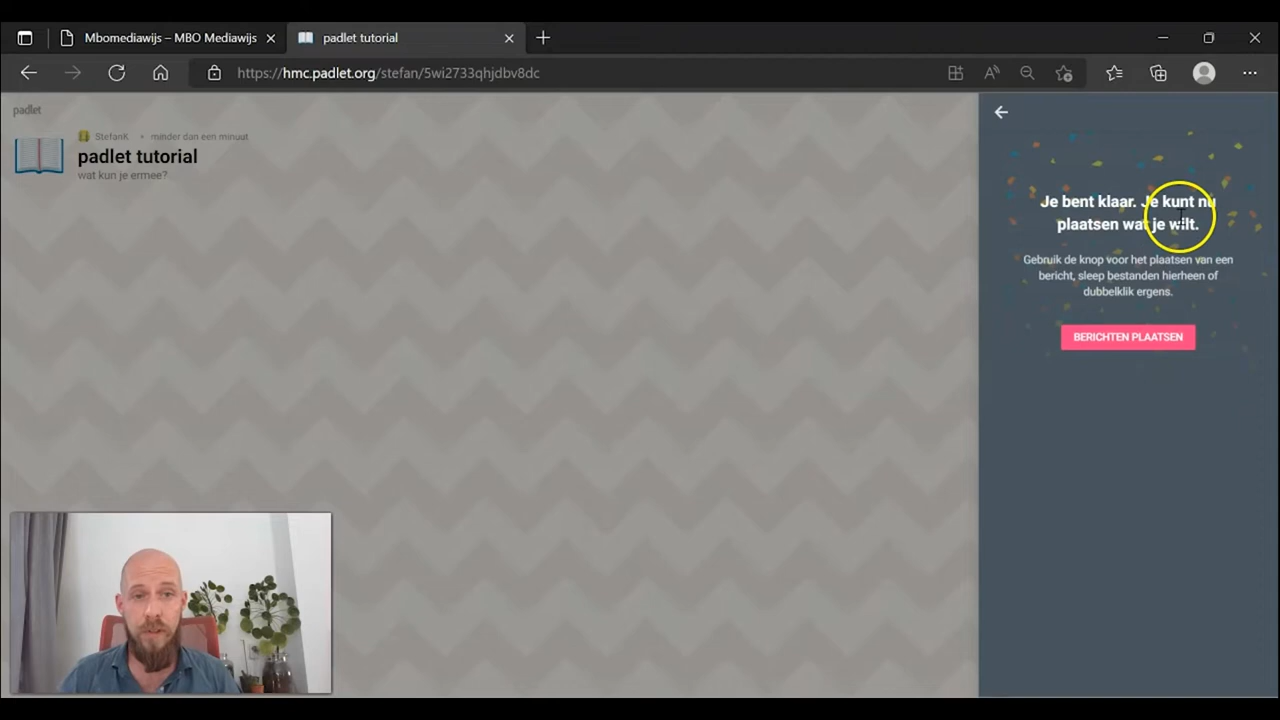 Mbomediawijs – MBO Mediawijs
padlet tutorial
https://hmc.padlet.org/stefan/5wi2733qhjdbv8dc
padlet
StefanK • minder dan een minuut
padlet tutorial
wat kun je ermee?
Je bent klaar. Je kunt nu
plaatsen wat je wilt.
Gebruik de knop voor het plaatsen van een
bericht, sleep bestanden hierheen of
dubbelklik ergens.
BERICHTEN PLAATSEN